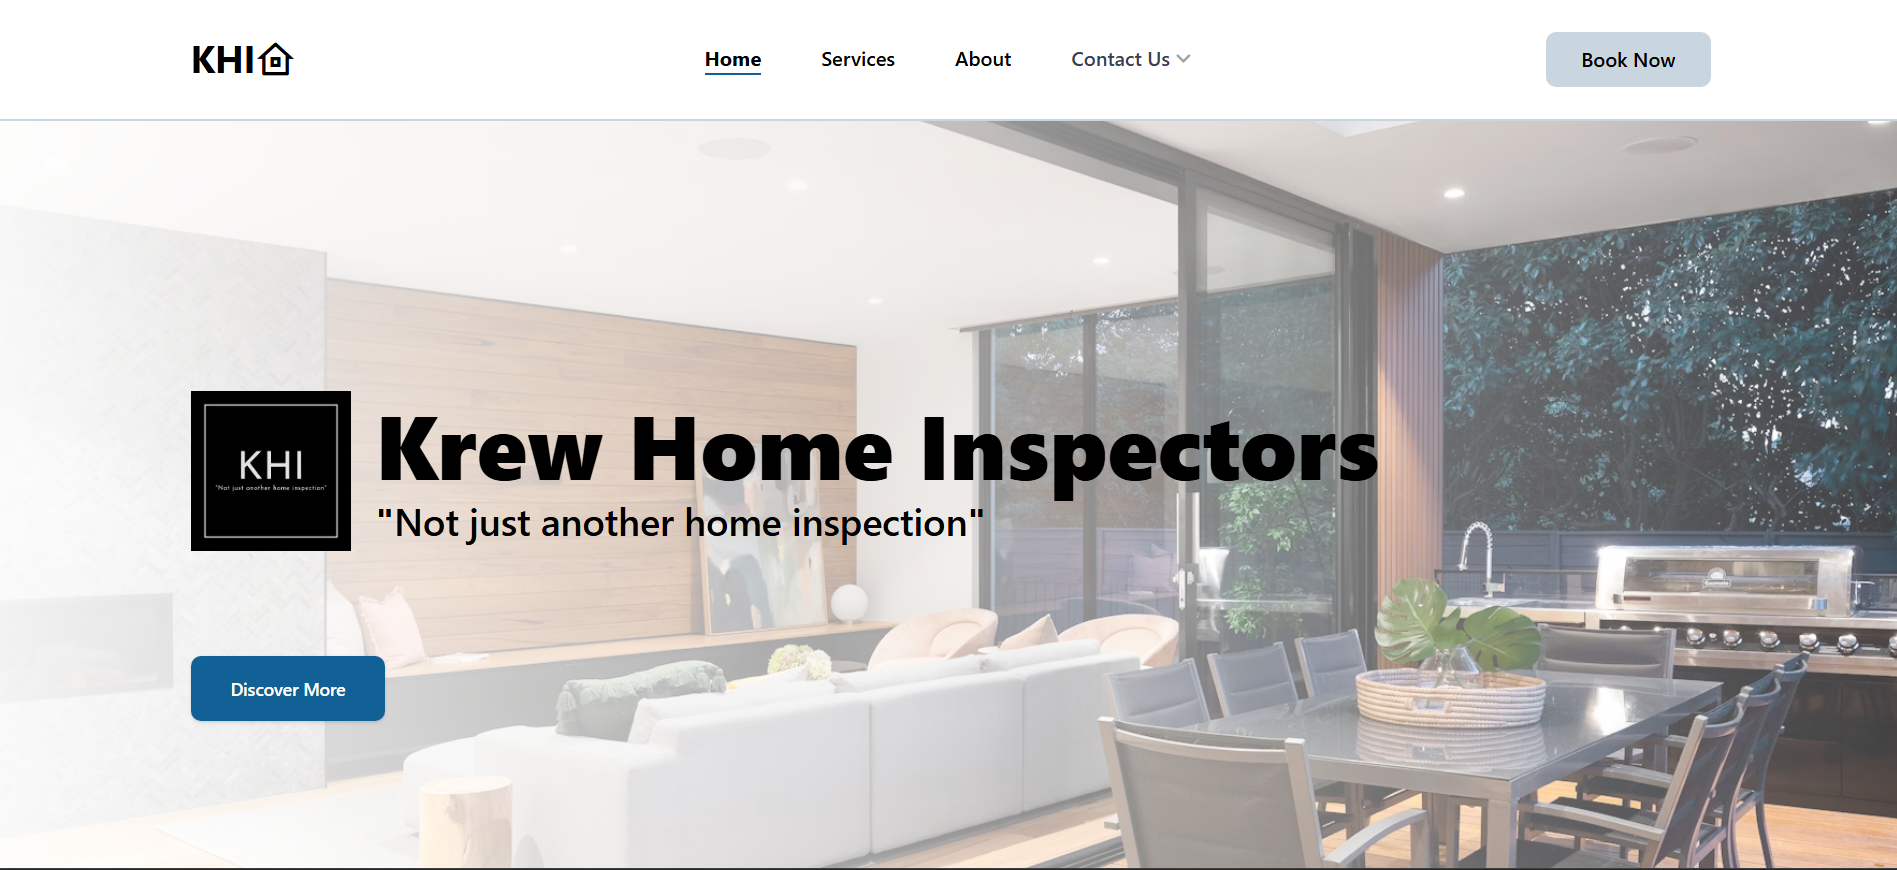 KHI
Home
Services
About
Contact Us
Book Now
KHI
"Not just another home inspection"
Krew Home Inspectors
"Not just another home inspection"
Discover More